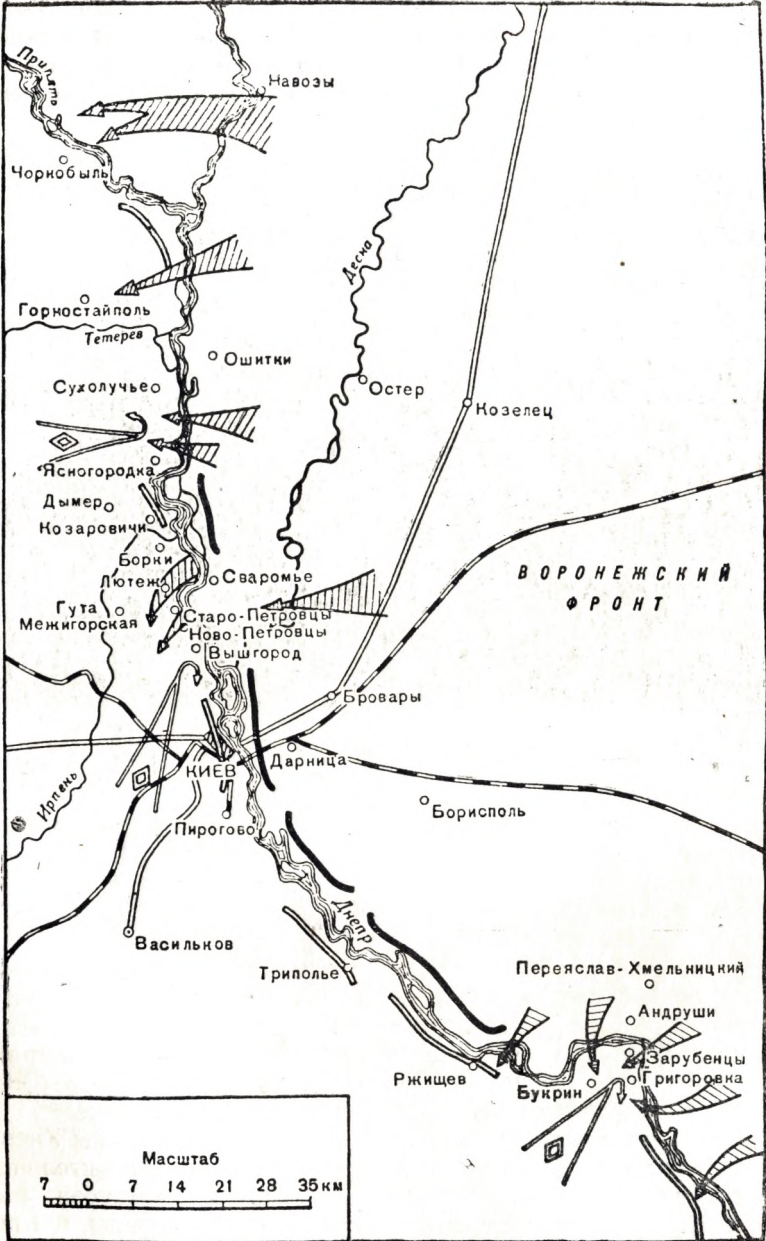 Припять
Навозы
Чорнобыль
Десна
Горностайполь
Тетерев
Ошитки
Сухолучье
Остер
Козелец
Ясногородка
Дымер
Козаровичи
Борки
Лютеж
Сваромье
ВОРОНЕЖСКИЙ
ФРОНТ
Гута
Межигорская
Старо-Петровцы
Ново-Петровцы
Вышгород
Бровары
КИЕВ
Дарница
Ирпень
Пирогово
Борисполь
Днепр
Васильков
Триполье
Переяслав-Хмельницкий
Андруши
Зарубенцы
Ржищев
Букрин
Григоровка
Масштаб
7 0 7 14 21 28 35 км